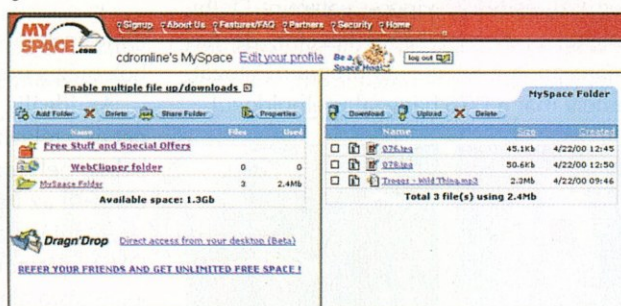 MY SPACE.com
Signup About Us Features/FAQ Partners Security Home
cdromline's MySpace Edit your profile Be a Space Hog! log out
Enable multiple file up/downloads
Add Folder Delete Share Folder Properties
Name Files Used
Free Stuff and Special Offers
WebClipper folder 0 0
MySpace Folder 3 2.4Mb
Available space: 1.3Gb
Dragn'Drop Direct access from your desktop (Beta)
REFER YOUR FRIENDS AND GET UNLIMITED FREE SPACE !
MySpace Folder
Download Upload Delete
Name Size Created
076.jpg 45.1Kb 4/22/00 12:45
078.jpg 50.6Kb 4/22/00 12:50
Troggs - Wild Thing.mp3 2.3Mb 4/22/00 09:46
Total 3 file(s) using 2.4Mb